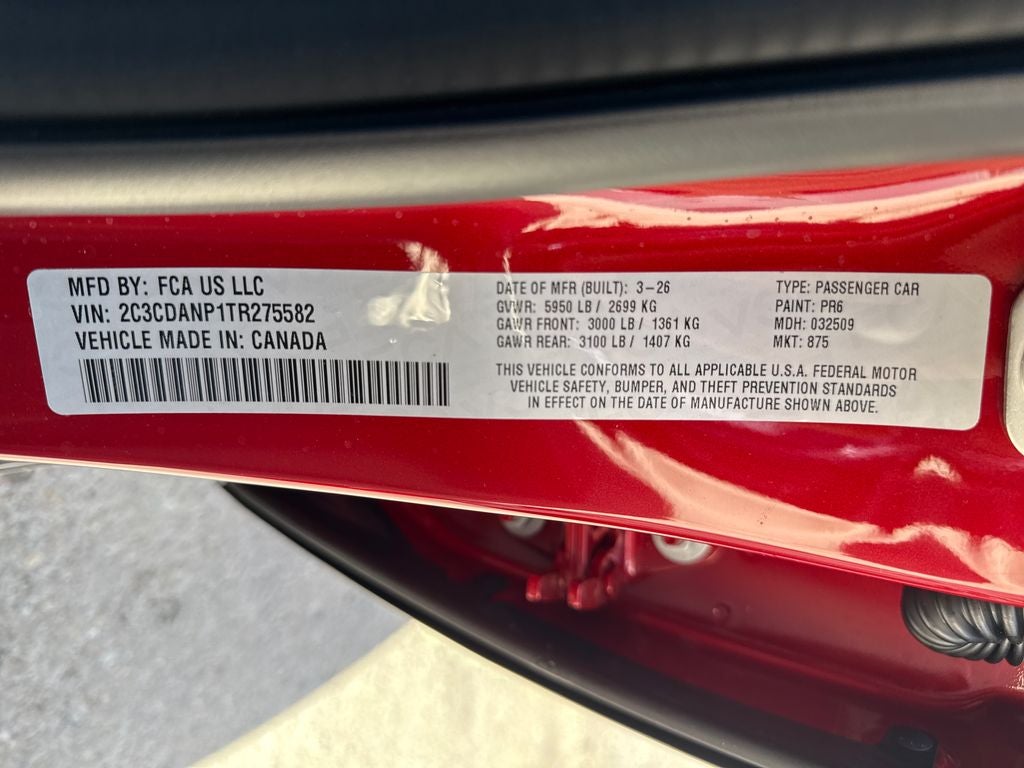 MFD BY: FCA US LLC
VIN: 2C3CDANP1TR275582
VEHICLE MADE IN: CANADA
DATE OF MFR (BUILT): 3-26
GVWR: 5950 LB / 2699 KG
GAWR FRONT: 3000 LB / 1361 KG
GAWR REAR: 3100 LB / 1407 KG
TYPE: PASSENGER CAR
PAINT: PR6
MDH: 032509
MKT: 875
THIS VEHICLE CONFORMS TO ALL APPLICABLE U.S.A. FEDERAL MOTOR
VEHICLE SAFETY, BUMPER, AND THEFT PREVENTION STANDARDS
IN EFFECT ON THE DATE OF MANUFACTURE SHOWN ABOVE.